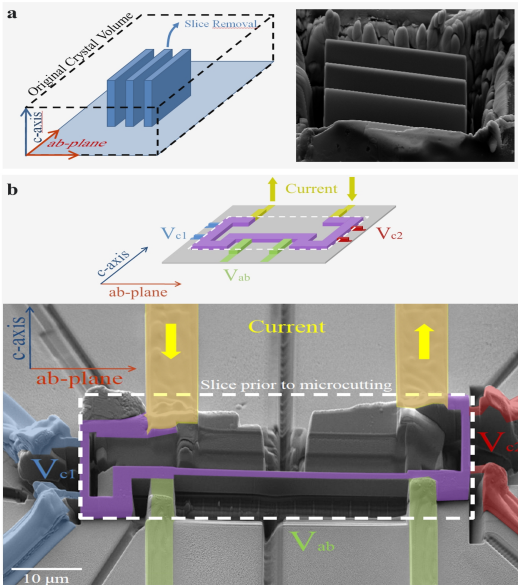 a
Original Crystal Volume
Slice Removal
c-axis
ab-plane
b
Current
Vc1
Vc2
Vab
c-axis
ab-plane
c-axis
ab-plane
Current
Slice prior to microcutting
Vc1
Vc
Vab
10 μm